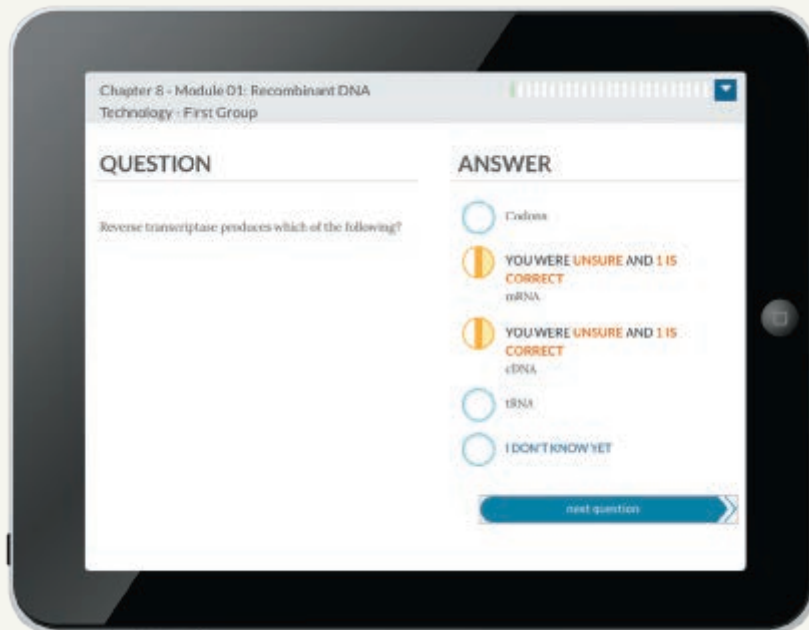 Chapter 8 - Module 01: Recombinant DNA
Technology - First Group
QUESTION
Reverse transcriptase produces which of the following?
ANSWER
Codons
YOU WERE UNSURE AND 1 IS
CORRECT
mRNA
YOU WERE UNSURE AND 1 IS
CORRECT
cDNA
tRNA
I DON'T KNOW YET
next question